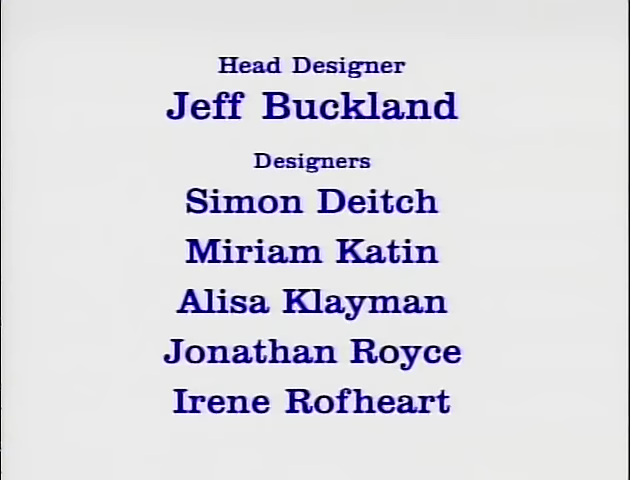 Head Designer
Jeff Buckland
Designers
Simon Deitch
Miriam Katin
Alisa Klayman
Jonathan Royce
Irene Rofheart